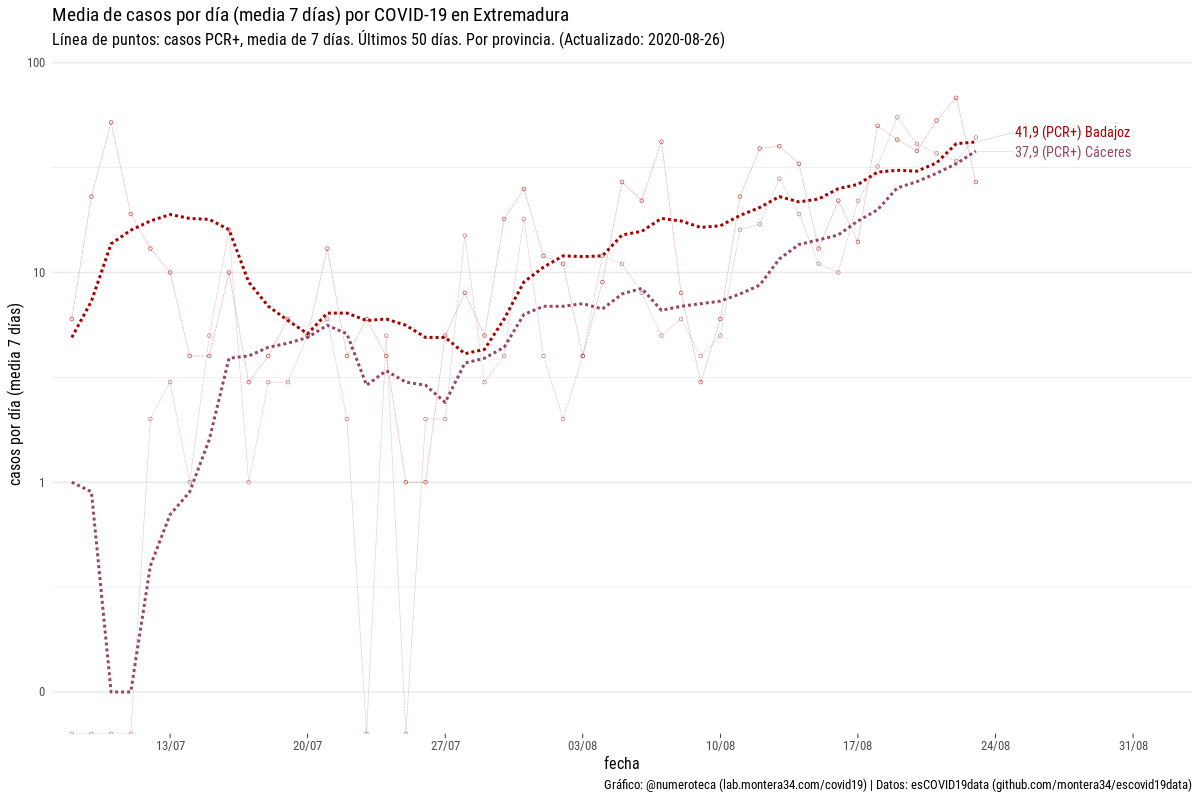 Media de casos por día (media 7 días) por COVID-19 en Extremadura
Línea de puntos: casos PCR+, media de 7 días. Últimos 50 días. Por provincia. (Actualizado: 2020-08-26)
100
41,9 (PCR+) Badajoz
37,9 (PCR+) Cáceres
10
casos por día (media 7 días)
1
0
13/07 20/07 27/07 03/08 10/08 17/08 24/08 31/08
fecha
Gráfico: @numeroteca (lab.montera34.com/covid19) | Datos: esCOVID19data (github.com/montera34/escovid19data)